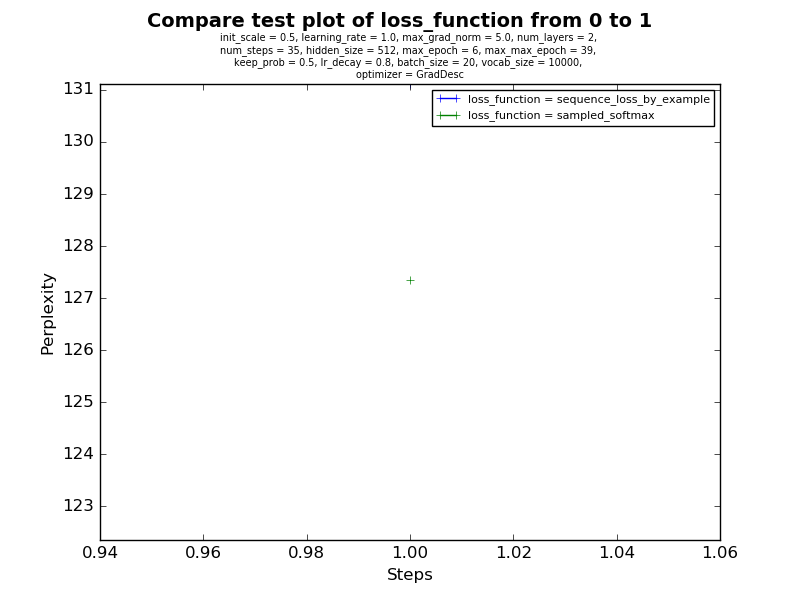 Compare test plot of loss_function from 0 to 1
init_scale = 0.5, learning_rate = 1.0, max_grad_norm = 5.0, num_layers = 2,
num_steps = 35, hidden_size = 512, max_epoch = 6, max_max_epoch = 39,
keep_prob = 0.5, lr_decay = 0.8, batch_size = 20, vocab_size = 10000,
optimizer = GradDesc
loss_function = sequence_loss_by_example
loss_function = sampled_softmax
131
130
129
128
127
126
125
124
123
Perplexity
0.94 0.96 0.98 1.00 1.02 1.04 1.06
Steps